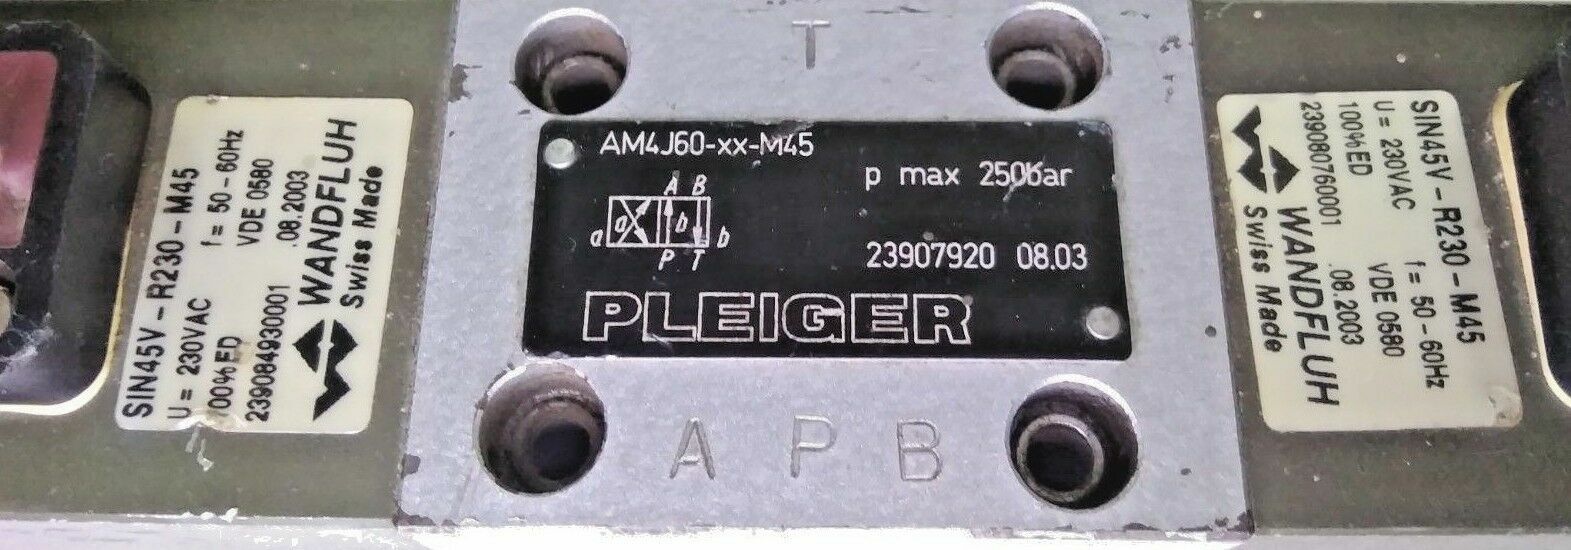 SIN45V-R230-M45
U = 230VAC f = 50-60Hz
100%ED VDE 0580
239084930001 .08.2003
WANDFLUH
Swiss Made
T
AM4J60-xx-M45
p max 250bar
A B
a a b b
P T
23907920 08.03
PLEIGER
A P B
SIN45V-R230-M45
U = 230VAC f = 50-60Hz
100%ED VDE 0580
239080760001 .08.2003
WANDFLUH
Swiss Made